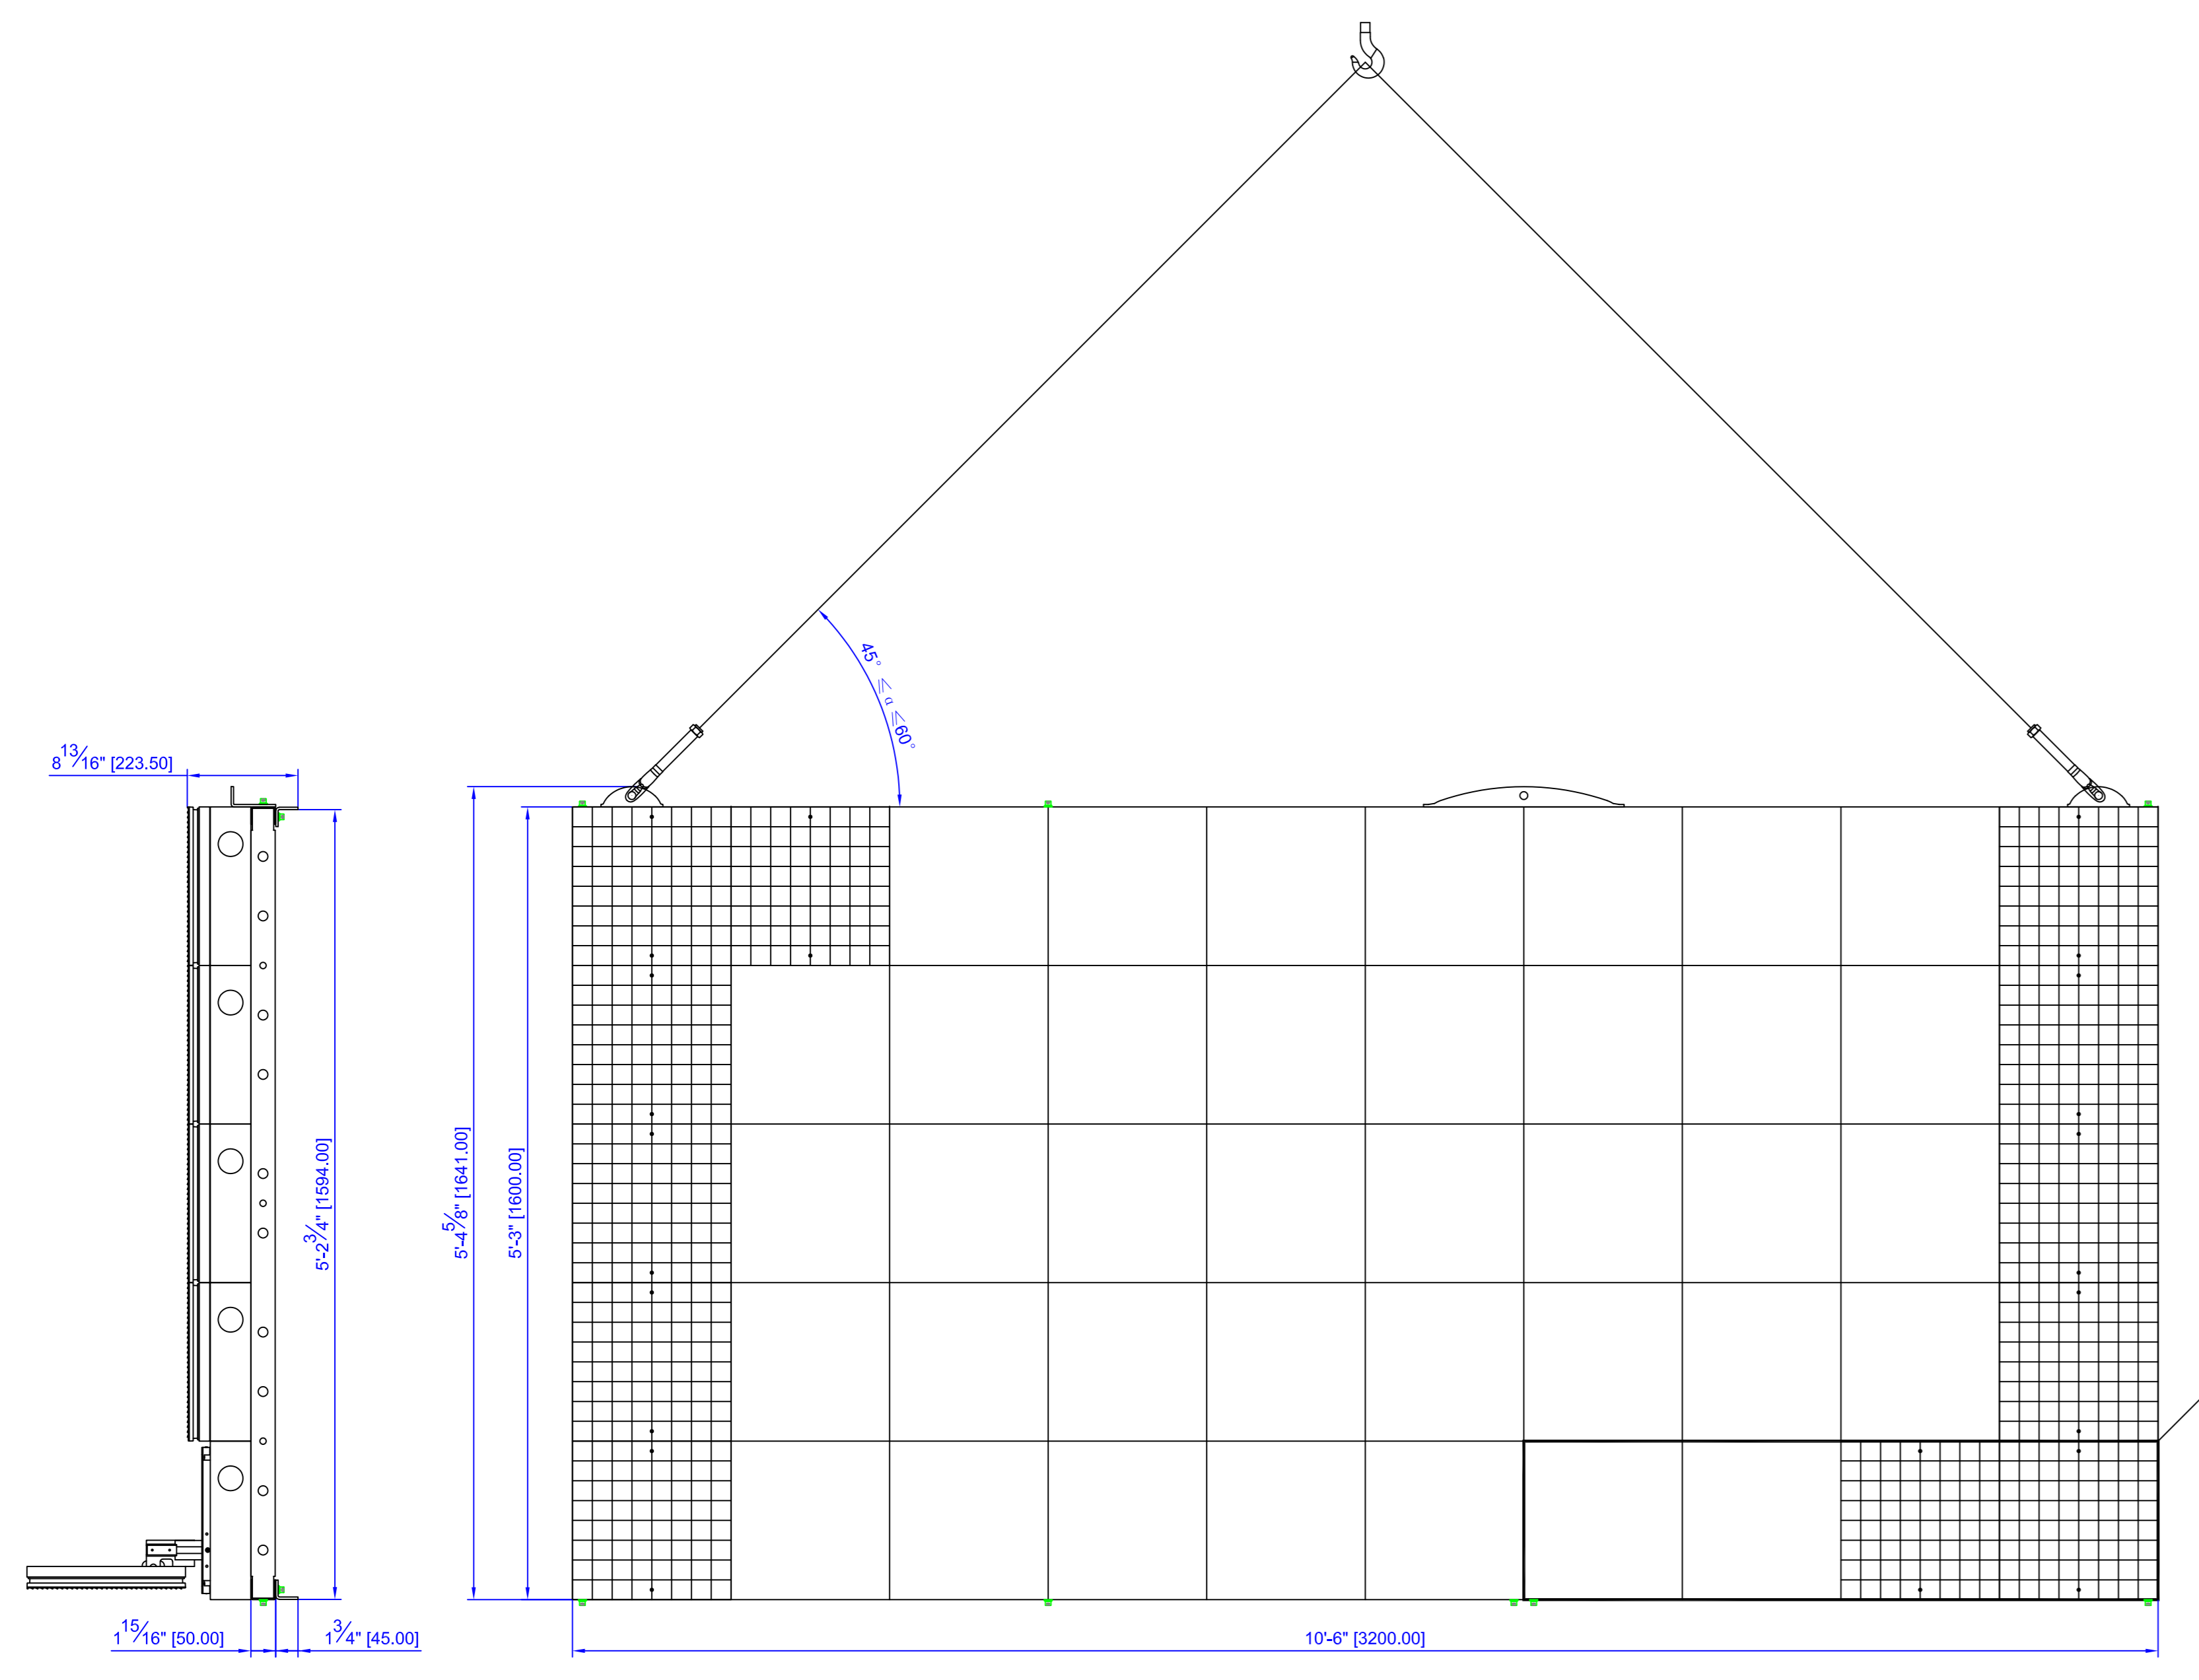 45° ≤ α ≤60°
8 13/16" [223.50]
5'-2 3/4" [1594.00]
5'-4 5/8" [1641.00]
5'-3" [1600.00]
1 15/16" [50.00]
1 3/4" [45.00]
10'-6" [3200.00]